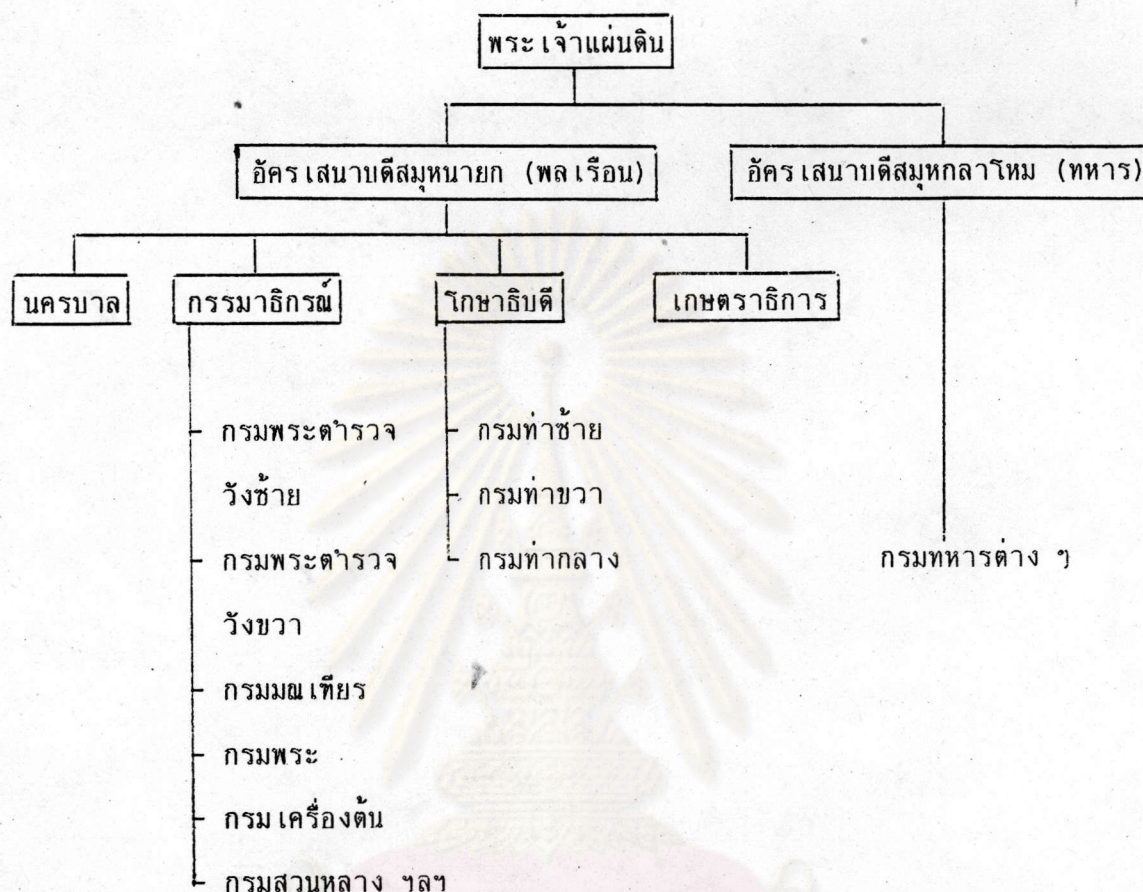 พระเจ้าแผ่นดิน
อัครเสนาบดีสมุหนายก (พลเรือน) อัครเสนาบดีสมุหกลาโหม (ทหาร)
นครบาล กรรมาธิกรณ์ โกษาธิบดี เกษตราธิการ
- กรมพระตำรวจ - กรมท่าซ้าย
วังซ้าย - กรมท่าขวา
- กรมพระตำรวจ - กรมท่ากลาง กรมทหารต่าง ๆ
วังขวา
- กรมมณเทียร
- กรมพระ
- กรมเครื่องต้น
- กรมสวนหลาง ฯลฯ